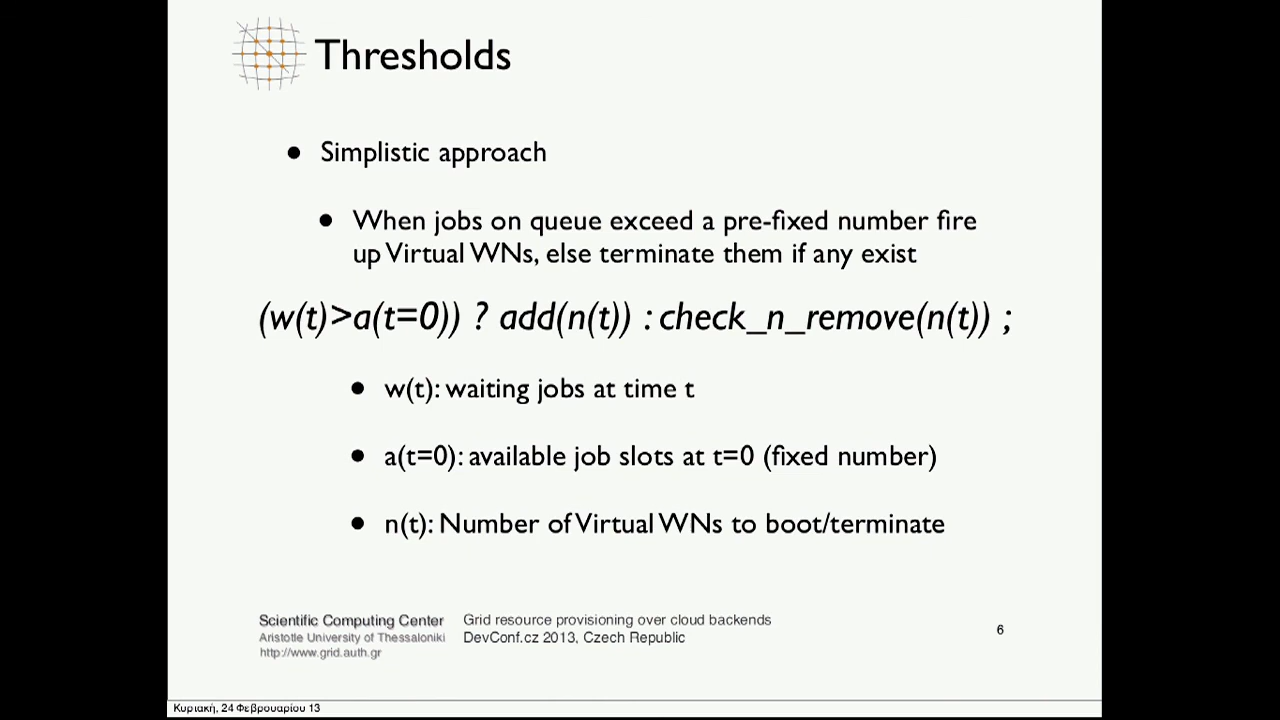 Thresholds
• Simplistic approach
• When jobs on queue exceed a pre-fixed number fire
up Virtual WNs, else terminate them if any exist
(w(t)>a(t=0)) ? add(n(t)) : check_n_remove(n(t)) ;
• w(t): waiting jobs at time t
• a(t=0): available job slots at t=0 (fixed number)
• n(t): Number of Virtual WNs to boot/terminate
Scientific Computing Center
Aristotle University of Thessaloniki
http://www.grid.auth.gr
Grid resource provisioning over cloud backends
DevConf.cz 2013, Czech Republic
6
Κυριακή, 24 Φεβρουαρίου 13